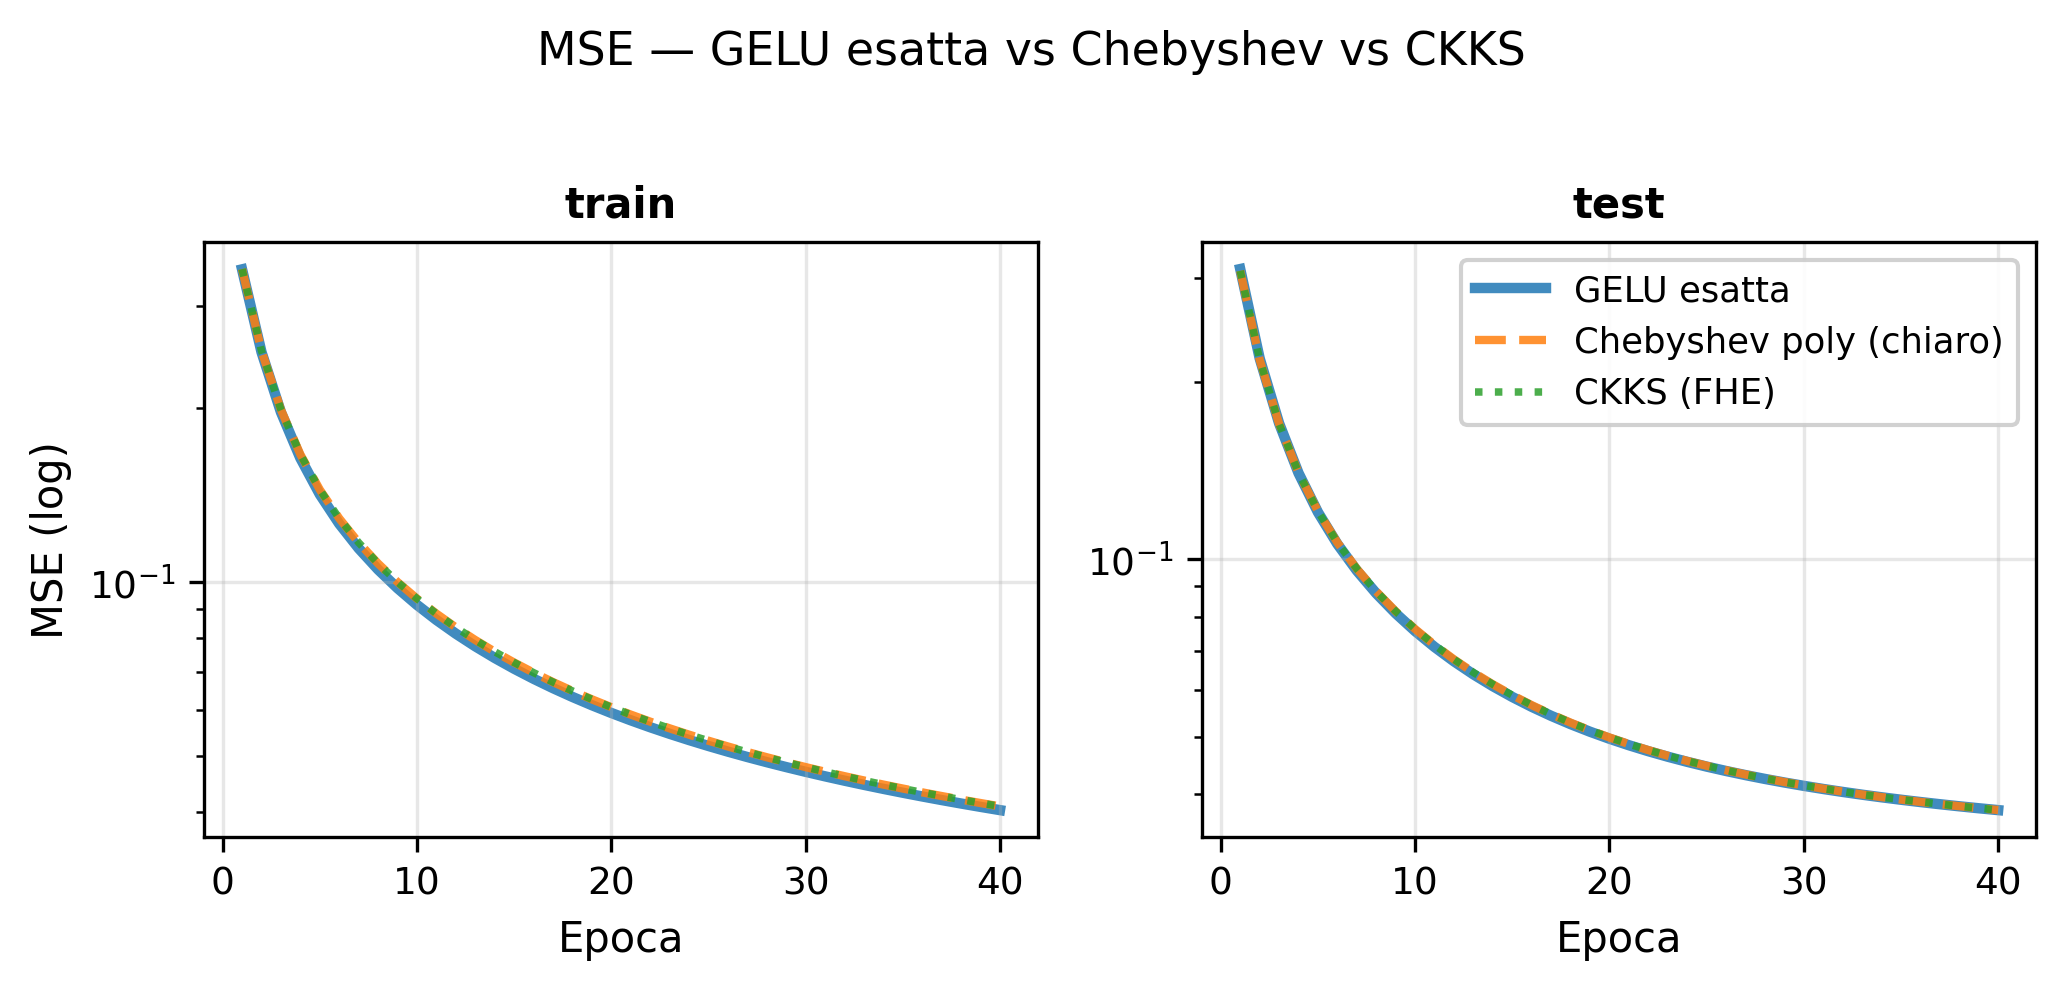 MSE — GELU esatta vs Chebyshev vs CKKS
train
MSE (log)
10⁻¹
0 10 20 30 40
Epoca
test
GELU esatta
Chebyshev poly (chiaro)
CKKS (FHE)
10⁻¹
0 10 20 30 40
Epoca